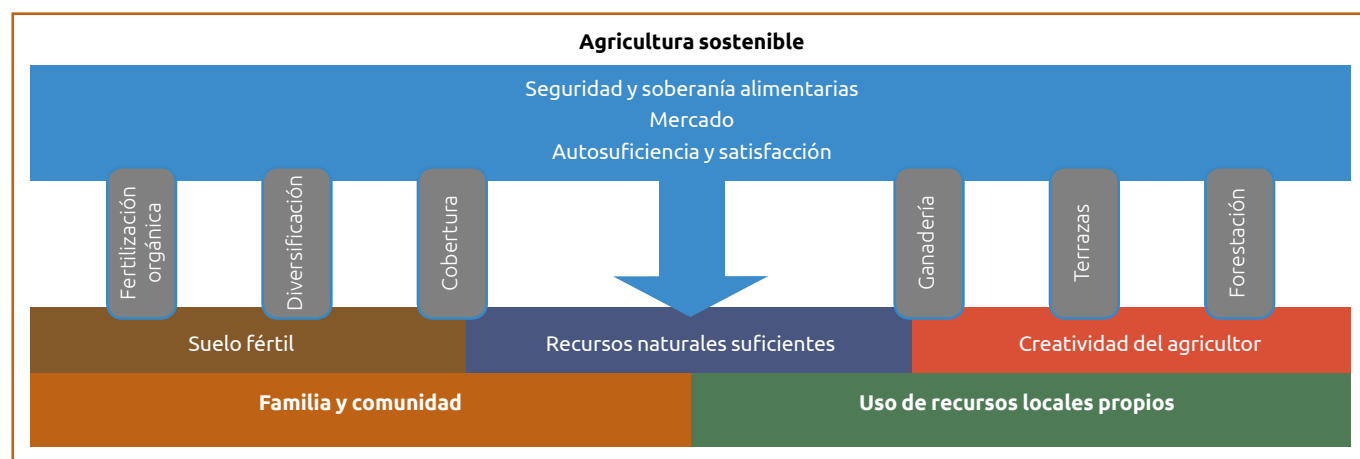 Agricultura sostenible
Seguridad y soberanía alimentarias
Mercado
Autosuficiencia y satisfacción
Fertilización
orgánica
Diversificación
Cobertura
Ganadería
Terrazas
Forestación
Suelo fértil
Recursos naturales suficientes
Creatividad del agricultor
Familia y comunidad
Uso de recursos locales propios